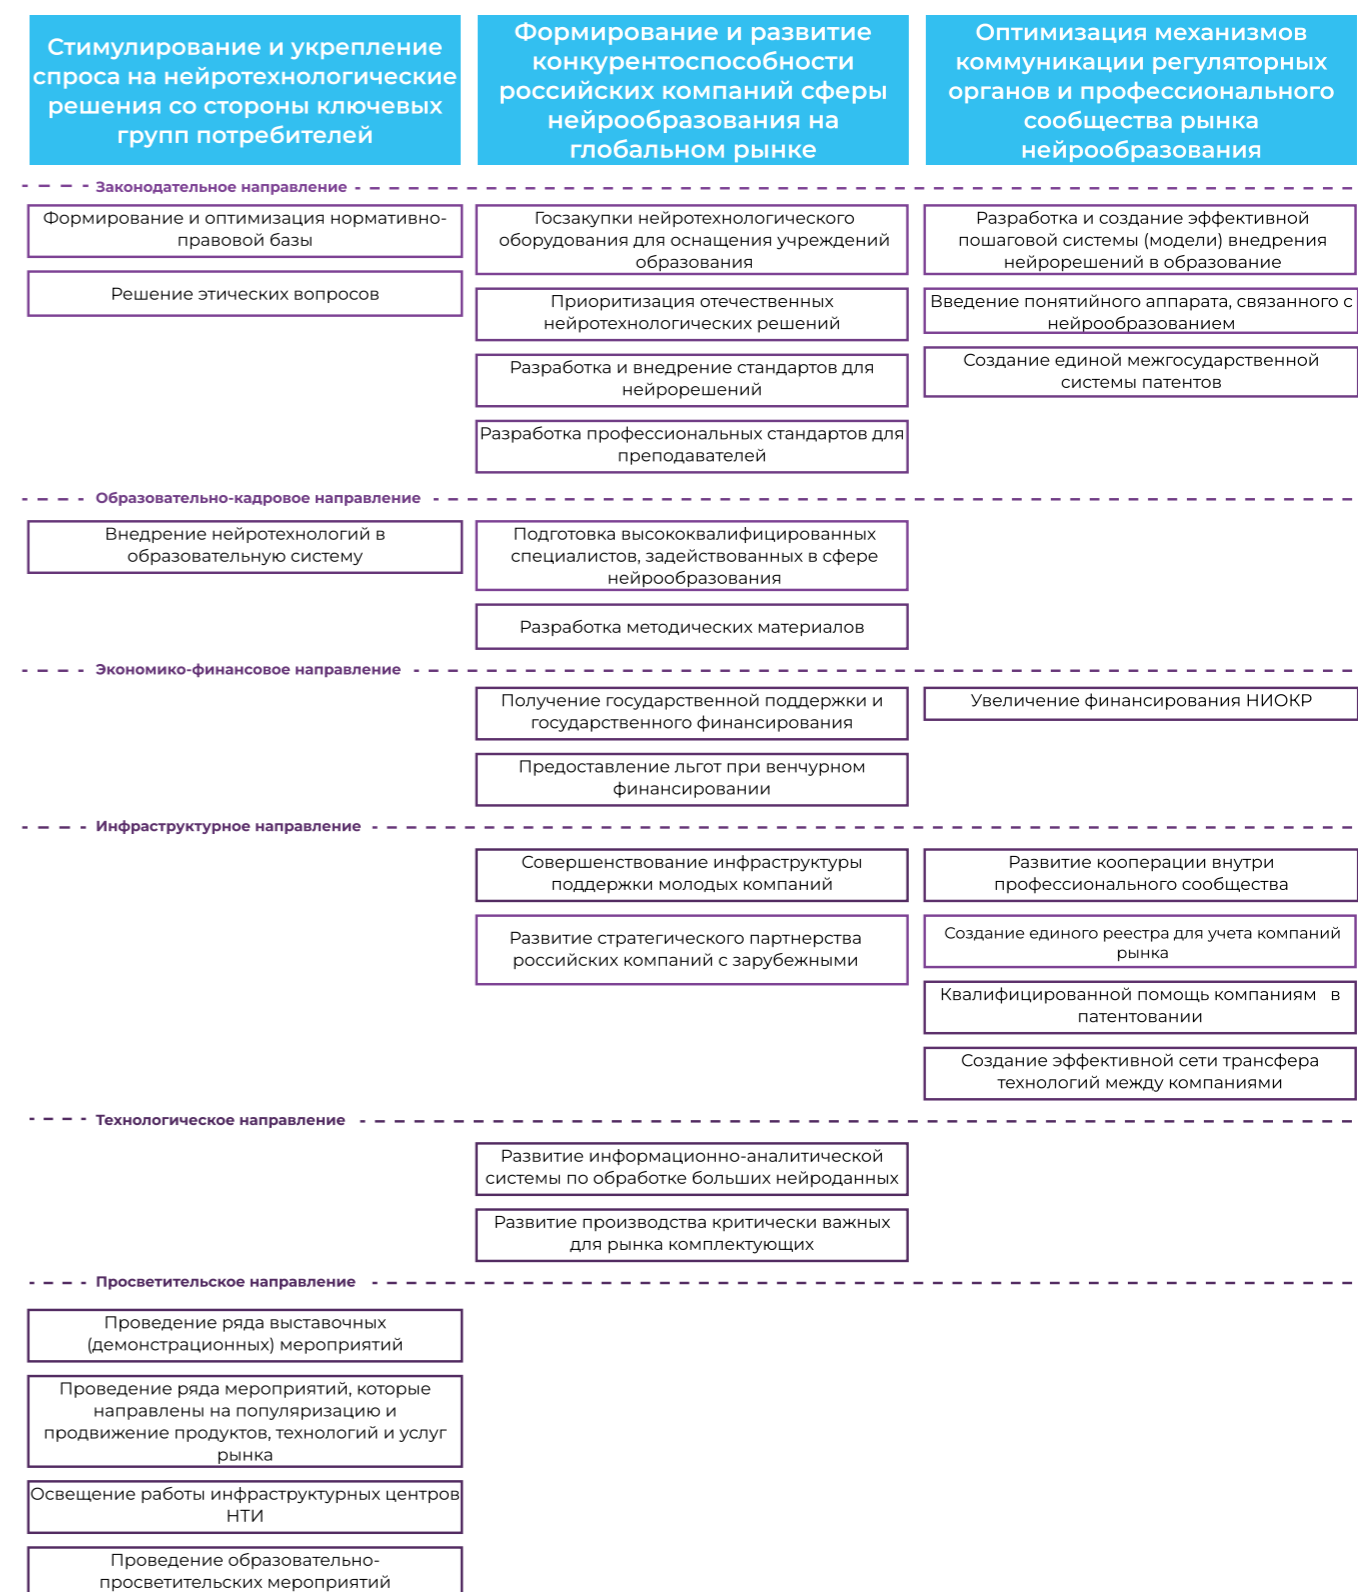 Стимулирование и укрепление
спроса на нейротехнологические
решения со стороны ключевых
групп потребителей
Формирование и развитие
конкурентоспособности
российских компаний сферы
нейрообразования на
глобальном рынке
Оптимизация механизмов
коммуникации регуляторных
органов и профессионального
сообщества рынка
нейрообразования
Законодательное направление
Формирование и оптимизация нормативно-
правовой базы
Решение этических вопросов
Госзакупки нейротехнологического
оборудования для оснащения учреждений
образования
Приоритизация отечественных
нейротехнологических решений
Разработка и внедрение стандартов для
нейрорешений
Разработка профессиональных стандартов для
преподавателей
Разработка и создание эффективной
пошаговой системы (модели) внедрения
нейрорешений в образование
Введение понятийного аппарата, связанного с
нейрообразованием
Создание единой межгосударственной
системы патентов
Образовательно-кадровое направление
Внедрение нейротехнологий в
образовательную систему
Подготовка высококвалифицированных
специалистов, задействованных в сфере
нейрообразования
Разработка методических материалов
Экономико-финансовое направление
Получение государственной поддержки и
государственного финансирования
Предоставление льгот при венчурном
финансировании
Увеличение финансирования НИОКР
Инфраструктурное направление
Совершенствование инфраструктуры
поддержки молодых компаний
Развитие стратегического партнерства
российских компаний с зарубежными
Развитие кооперации внутри
профессионального сообщества
Создание единого реестра для учета компаний
рынка
Квалифицированной помощь компаниям в
патентовании
Создание эффективной сети трансфера
технологий между компаниями
Технологическое направление
Развитие информационно-аналитической
системы по обработке больших нейроданных
Развитие производства критически важных
для рынка комплектующих
Просветительское направление
Проведение ряда выставочных
(демонстрационных) мероприятий
Проведение ряда мероприятий, которые
направлены на популяризацию и
продвижение продуктов, технологий и услуг
рынка
Освещение работы инфраструктурных центров
НТИ
Проведение образовательно-
просветительских мероприятий